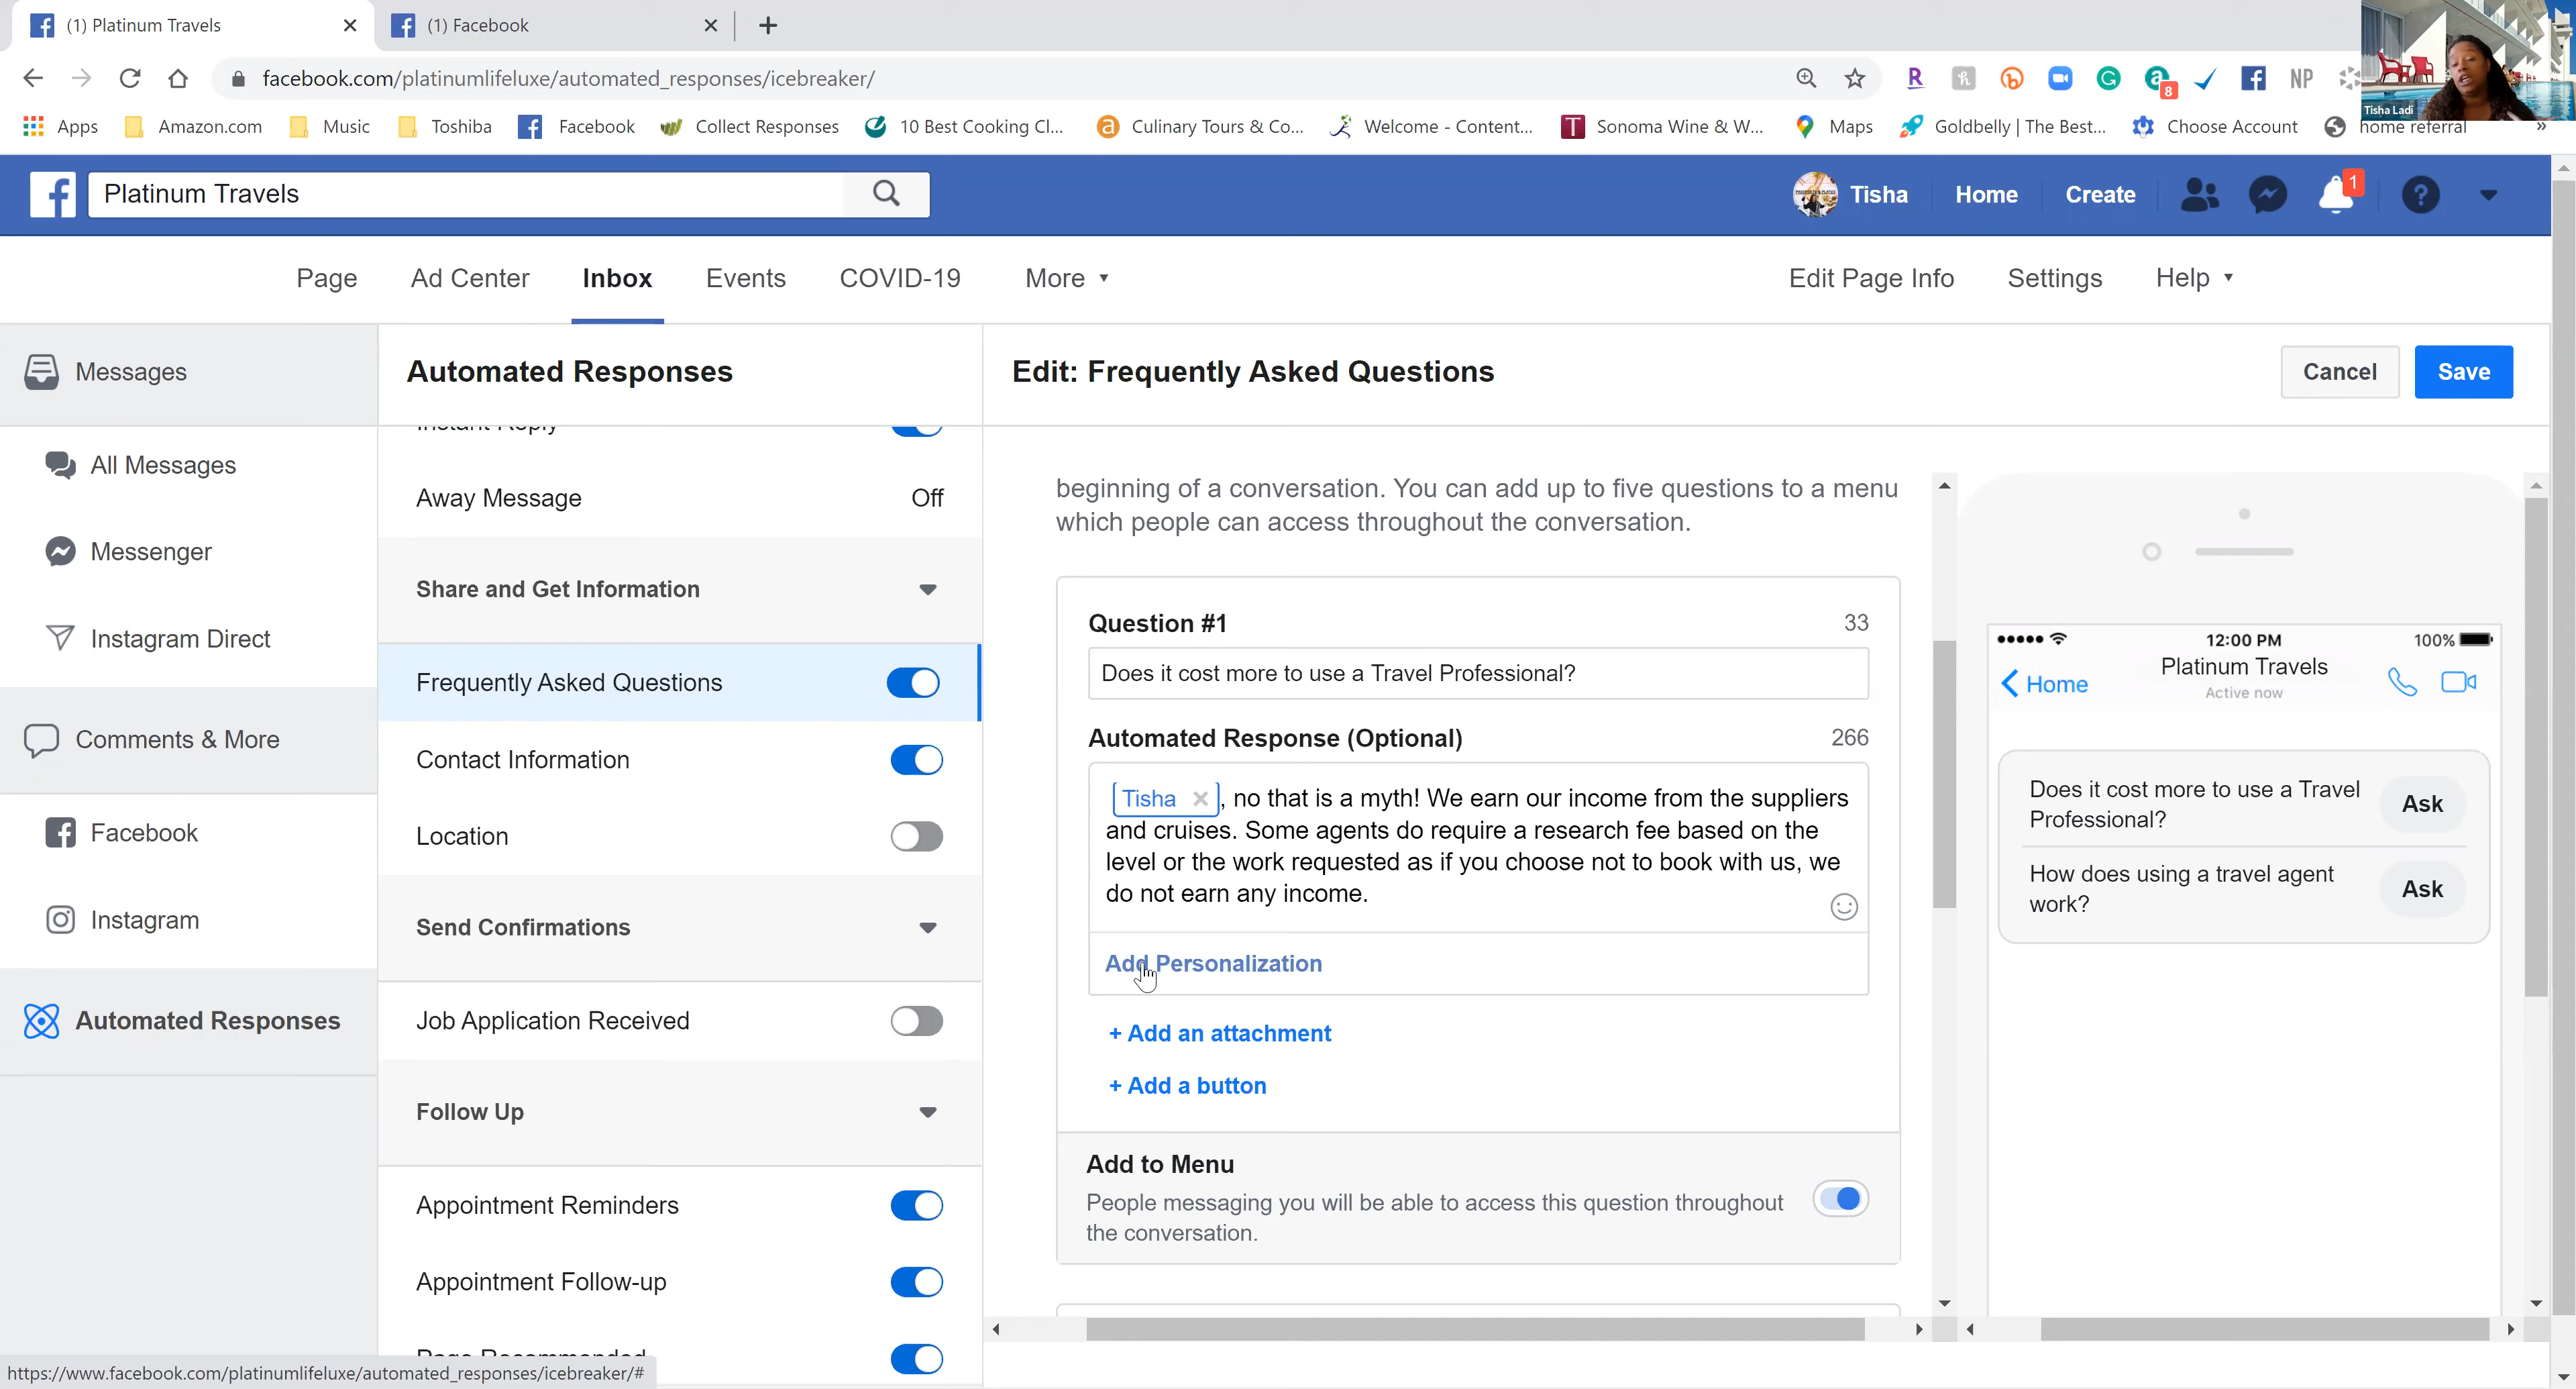 (1) Platinum Travels
(1) Facebook
facebook.com/platinumlifeluxe/automated_responses/icebreaker/
8
NP
Tisha Ladi
Apps
Amazon.com
Music
Toshiba
Facebook
Collect Responses
10 Best Cooking Cl...
Culinary Tours & Co...
Welcome - Content...
Sonoma Wine & W...
Maps
Goldbelly | The Best...
Choose Account
home referral
Platinum Travels
Tisha
Home
Create
1
Page
Ad Center
Inbox
Events
COVID-19
More
Edit Page Info
Settings
Help
Messages
All Messages
Messenger
Instagram Direct
Comments & More
Facebook
Instagram
Automated Responses
Automated Responses
Instant Reply
Away Message
Off
Share and Get Information
Frequently Asked Questions
Contact Information
Location
Send Confirmations
Job Application Received
Follow Up
Appointment Reminders
Appointment Follow-up
Page Recommended
Edit: Frequently Asked Questions
Cancel
Save
beginning of a conversation. You can add up to five questions to a menu
which people can access throughout the conversation.
Question #1
33
Does it cost more to use a Travel Professional?
Automated Response (Optional)
266
Tisha ×, no that is a myth! We earn our income from the suppliers
and cruises. Some agents do require a research fee based on the
level or the work requested as if you choose not to book with us, we
do not earn any income.
Add Personalization
+ Add an attachment
+ Add a button
Add to Menu
People messaging you will be able to access this question throughout
the conversation.
12:00 PM
100%
Home
Platinum Travels
Active now
Does it cost more to use a Travel
Professional?
Ask
How does using a travel agent
work?
Ask
https://www.facebook.com/platinumlifeluxe/automated_responses/icebreaker/#